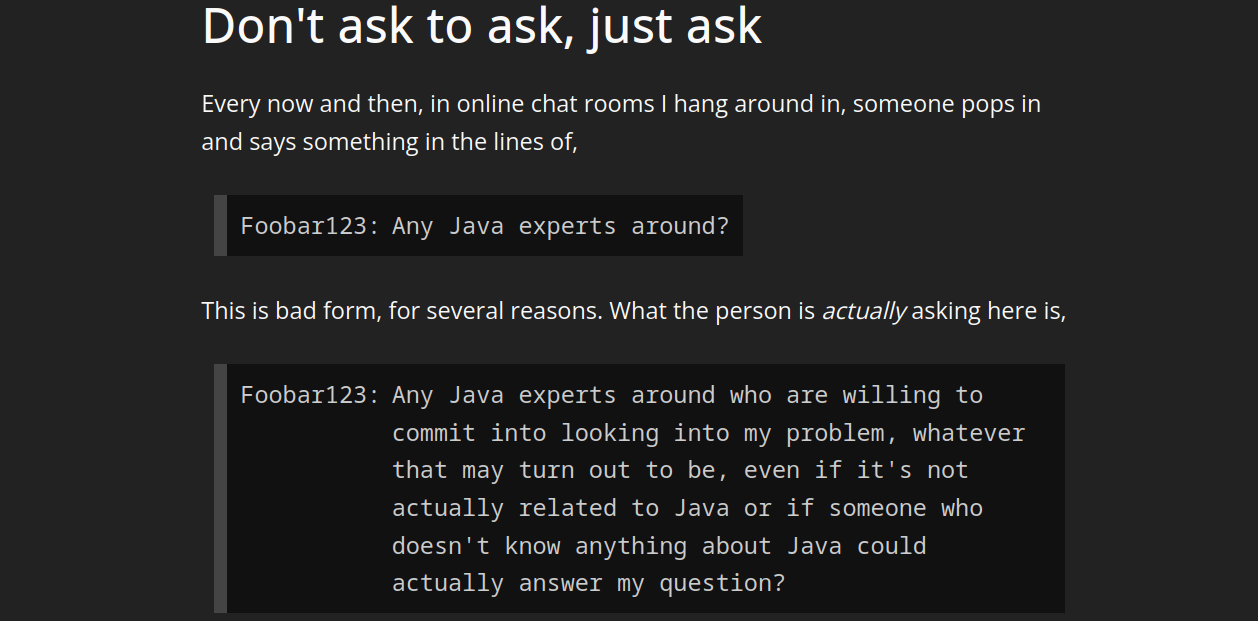 Don't ask to ask, just ask
Every now and then, in online chat rooms I hang around in, someone pops in
and says something in the lines of,
Foobar123: Any Java experts around?
This is bad form, for several reasons. What the person is actually asking here is,
Foobar123: Any Java experts around who are willing to
commit into looking into my problem, whatever
that may turn out to be, even if it's not
actually related to Java or if someone who
doesn't know anything about Java could
actually answer my question?